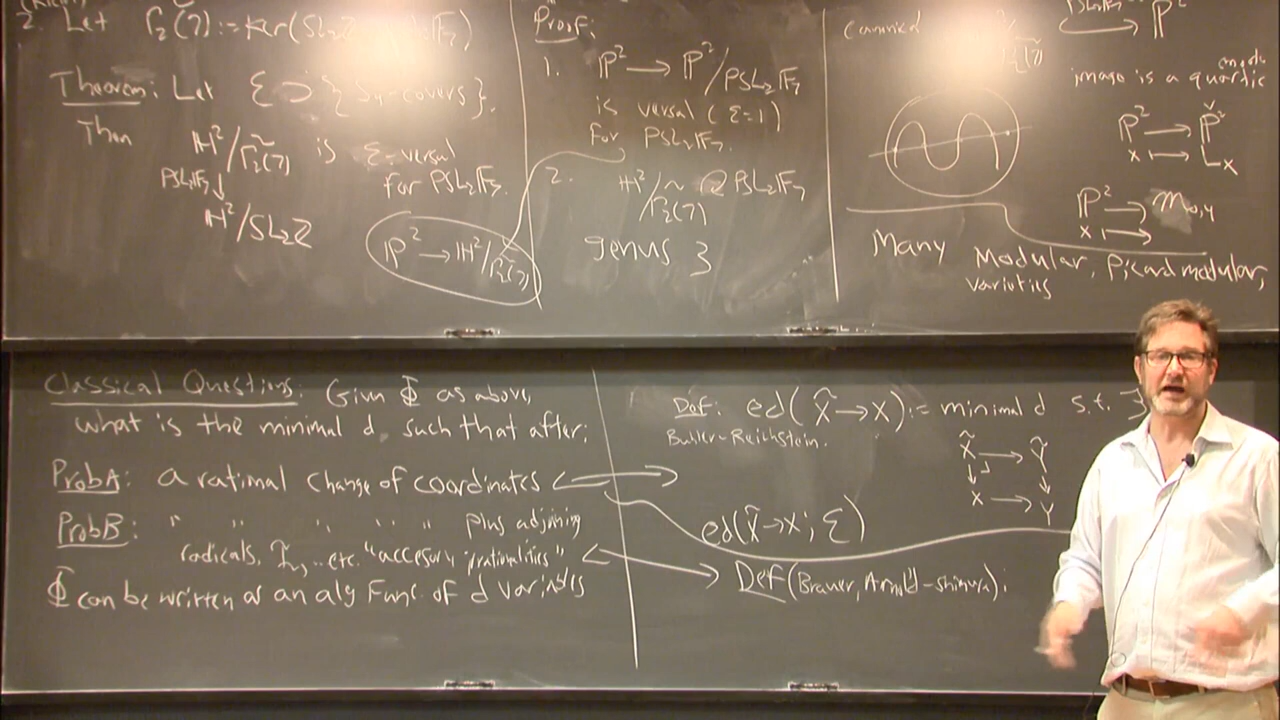 2. Let Γ₂(7) := Ker(SL₂Z
Theorem: Let Ɛ ⊃ {S₄-covers}.
Then
H²/Γ̃₂(7) is Ɛ-versal
PSL₂F₇ ↓ for PSL₂F₇.
H²/SL₂Z
P² → H²/Γ̃₂(7)
Proof:
1. P² → P²/PSL₂F₇
is versal (Ɛ=1)
for PSL₂F₇.
2. H²/Γ̃₂(7) ↻ PSL₂F₇
genus 3
Canonical
P²
image is a quartic
P² → P̌²
x ↦ Lₓ
P² → M₀,₄
x ↦
Many Modular, Picard modular,
varieties
Classical Questions: Given Φ as above,
what is the minimal d, such that after:
Prob A: a rational change of coordinates
Prob B: " " " " " plus adjoining
radicals, etc. "accesory irrationalities"
Φ can be written as an alg func. of d variables
Def: ed(X̃→X) := minimal d s.t. ∃
Buhler-Reichstein.
X̃ → Ỹ
↓ ↓
X → Y
ed(X̃→X; Ɛ)
Def (Brauer, Arnol'd-Shimura):